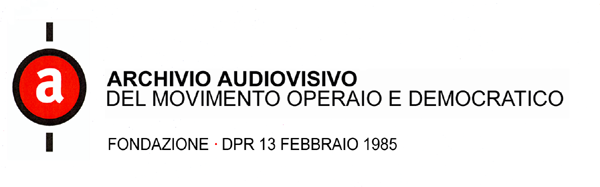 a
ARCHIVIO AUDIOVISIVO
DEL MOVIMENTO OPERAIO E DEMOCRATICO
FONDAZIONE · DPR 13 FEBBRAIO 1985